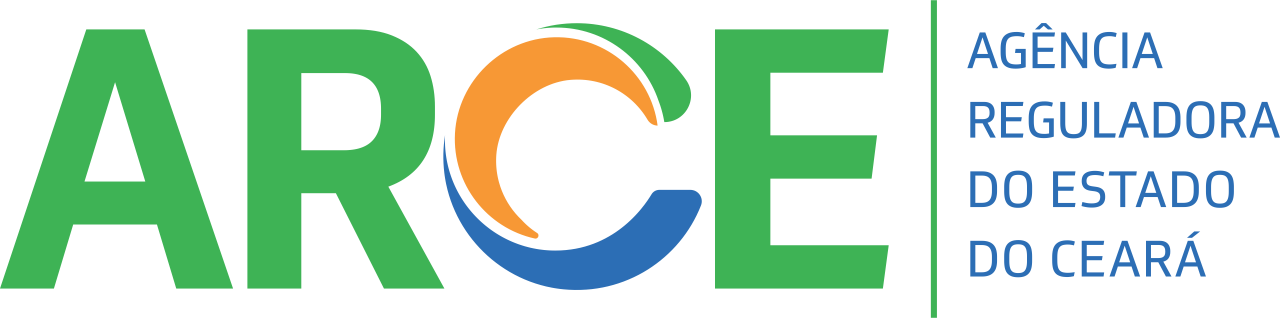 ARCE
AGÊNCIA
REGULADORA
DO ESTADO
DO CEARÁ